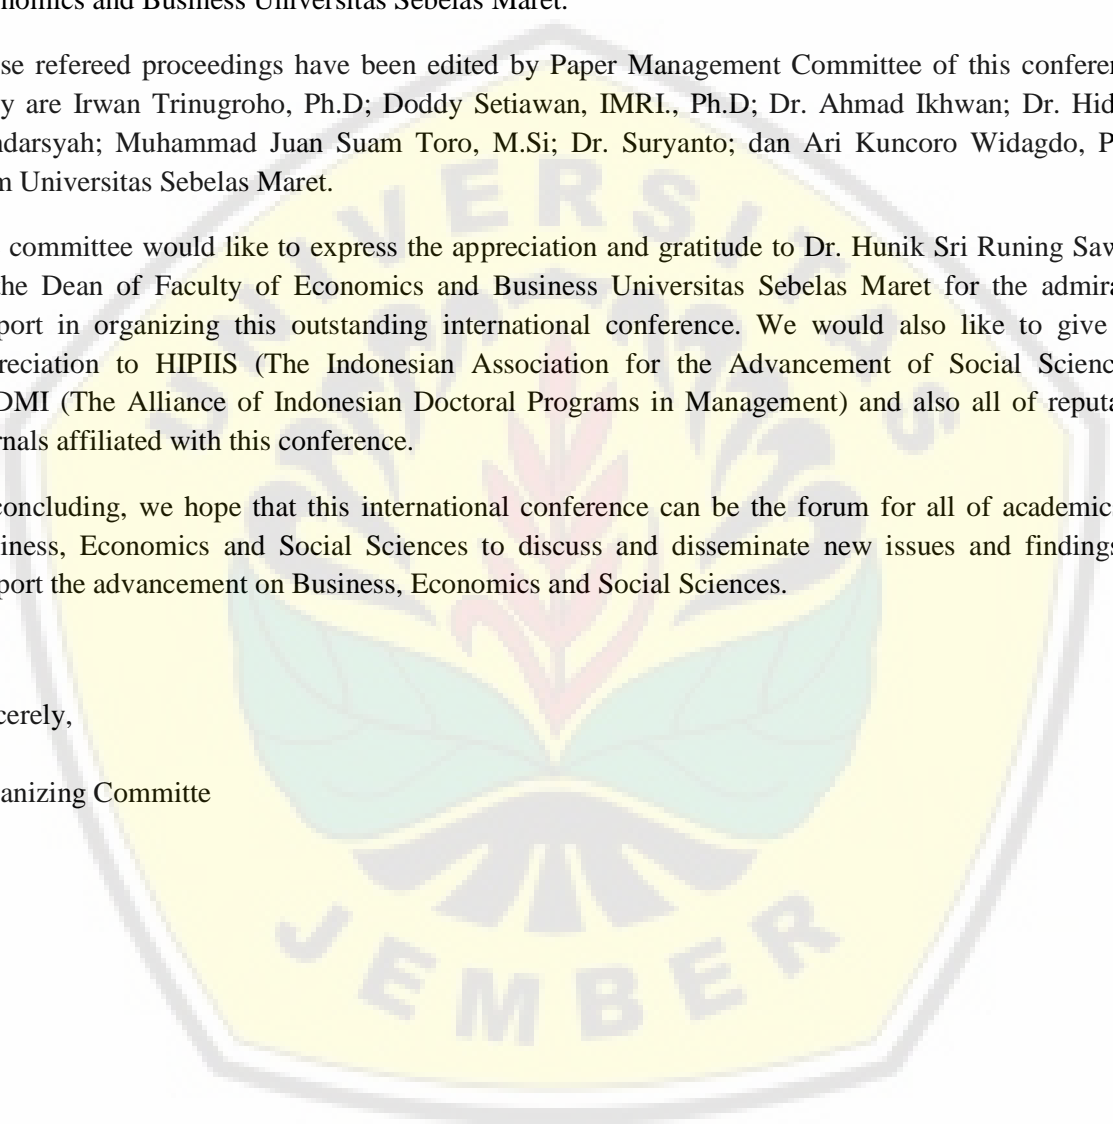 nomics and Business Universitas Sebelas Maret.
se refereed proceedings have been edited by Paper Management Committee of this conferen
y are Irwan Trinugroho, Ph.D; Doddy Setiawan, IMRI., Ph.D; Dr. Ahmad Ikhwan; Dr. Hid
ndarsyah; Muhammad Juan Suam Toro, M.Si; Dr. Suryanto; dan Ari Kuncoro Widagdo, P
m Universitas Sebelas Maret.
committee would like to express the appreciation and gratitude to Dr. Hunik Sri Runing Saw
the Dean of Faculty of Economics and Business Universitas Sebelas Maret for the admira
port in organizing this outstanding international conference. We would also like to give
reciation to HIPIIS (The Indonesian Association for the Advancement of Social Scienc
DMI (The Alliance of Indonesian Doctoral Programs in Management) and also all of reputa
rnals affiliated with this conference.
concluding, we hope that this international conference can be the forum for all of academic
iness, Economics and Social Sciences to discuss and disseminate new issues and findings
port the advancement on Business, Economics and Social Sciences.
cerely,
anizing Committe
UNIVERSITAS
JEMBER